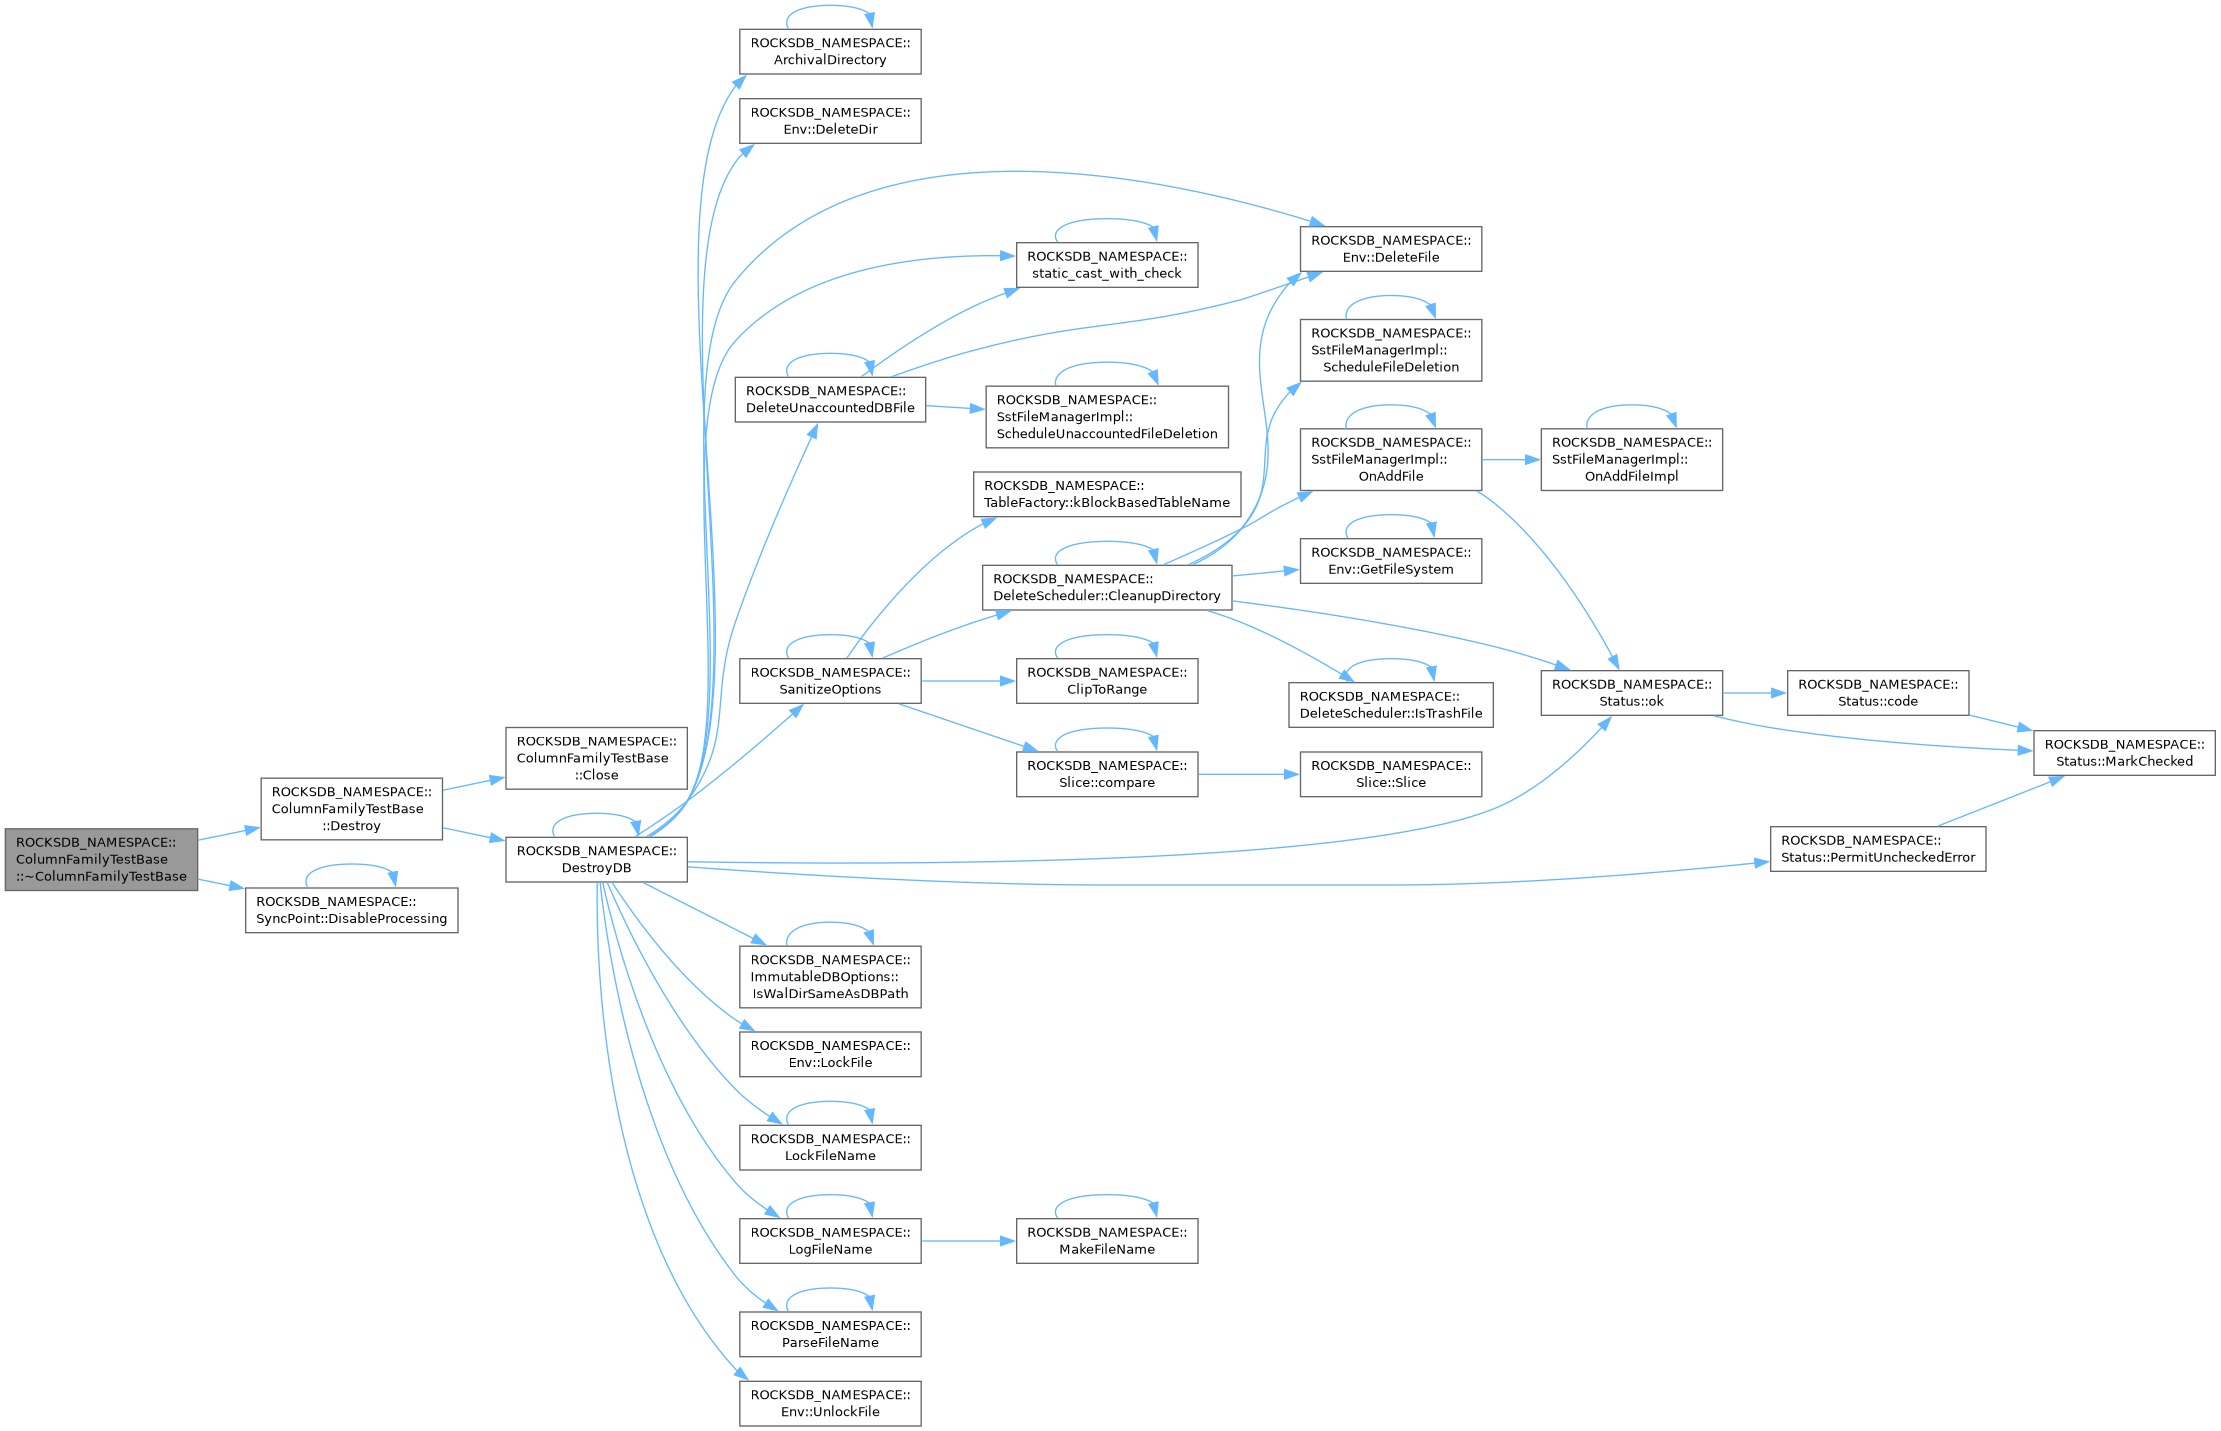 ROCKSDB_NAMESPACE::
ColumnFamilyTestBase
::~ColumnFamilyTestBase
ROCKSDB_NAMESPACE::
ColumnFamilyTestBase
::Destroy
ROCKSDB_NAMESPACE::
SyncPoint::DisableProcessing
ROCKSDB_NAMESPACE::
ColumnFamilyTestBase
::Close
ROCKSDB_NAMESPACE::
DestroyDB
ROCKSDB_NAMESPACE::
ArchivalDirectory
ROCKSDB_NAMESPACE::
Env::DeleteDir
ROCKSDB_NAMESPACE::
DeleteUnaccountedDBFile
ROCKSDB_NAMESPACE::
SanitizeOptions
ROCKSDB_NAMESPACE::
ImmutableDBOptions::
IsWalDirSameAsDBPath
ROCKSDB_NAMESPACE::
Env::LockFile
ROCKSDB_NAMESPACE::
LockFileName
ROCKSDB_NAMESPACE::
LogFileName
ROCKSDB_NAMESPACE::
ParseFileName
ROCKSDB_NAMESPACE::
Env::UnlockFile
ROCKSDB_NAMESPACE::
static_cast_with_check
ROCKSDB_NAMESPACE::
SstFileManagerImpl::
ScheduleUnaccountedFileDeletion
ROCKSDB_NAMESPACE::
TableFactory::kBlockBasedTableName
ROCKSDB_NAMESPACE::
DeleteScheduler::CleanupDirectory
ROCKSDB_NAMESPACE::
ClipToRange
ROCKSDB_NAMESPACE::
Slice::compare
ROCKSDB_NAMESPACE::
MakeFileName
ROCKSDB_NAMESPACE::
Env::DeleteFile
ROCKSDB_NAMESPACE::
SstFileManagerImpl::
ScheduleFileDeletion
ROCKSDB_NAMESPACE::
SstFileManagerImpl::
OnAddFile
ROCKSDB_NAMESPACE::
Env::GetFileSystem
ROCKSDB_NAMESPACE::
DeleteScheduler::IsTrashFile
ROCKSDB_NAMESPACE::
Slice::Slice
ROCKSDB_NAMESPACE::
SstFileManagerImpl::
OnAddFileImpl
ROCKSDB_NAMESPACE::
Status::ok
ROCKSDB_NAMESPACE::
Status::code
ROCKSDB_NAMESPACE::
Status::PermitUncheckedError
ROCKSDB_NAMESPACE::
Status::MarkChecked